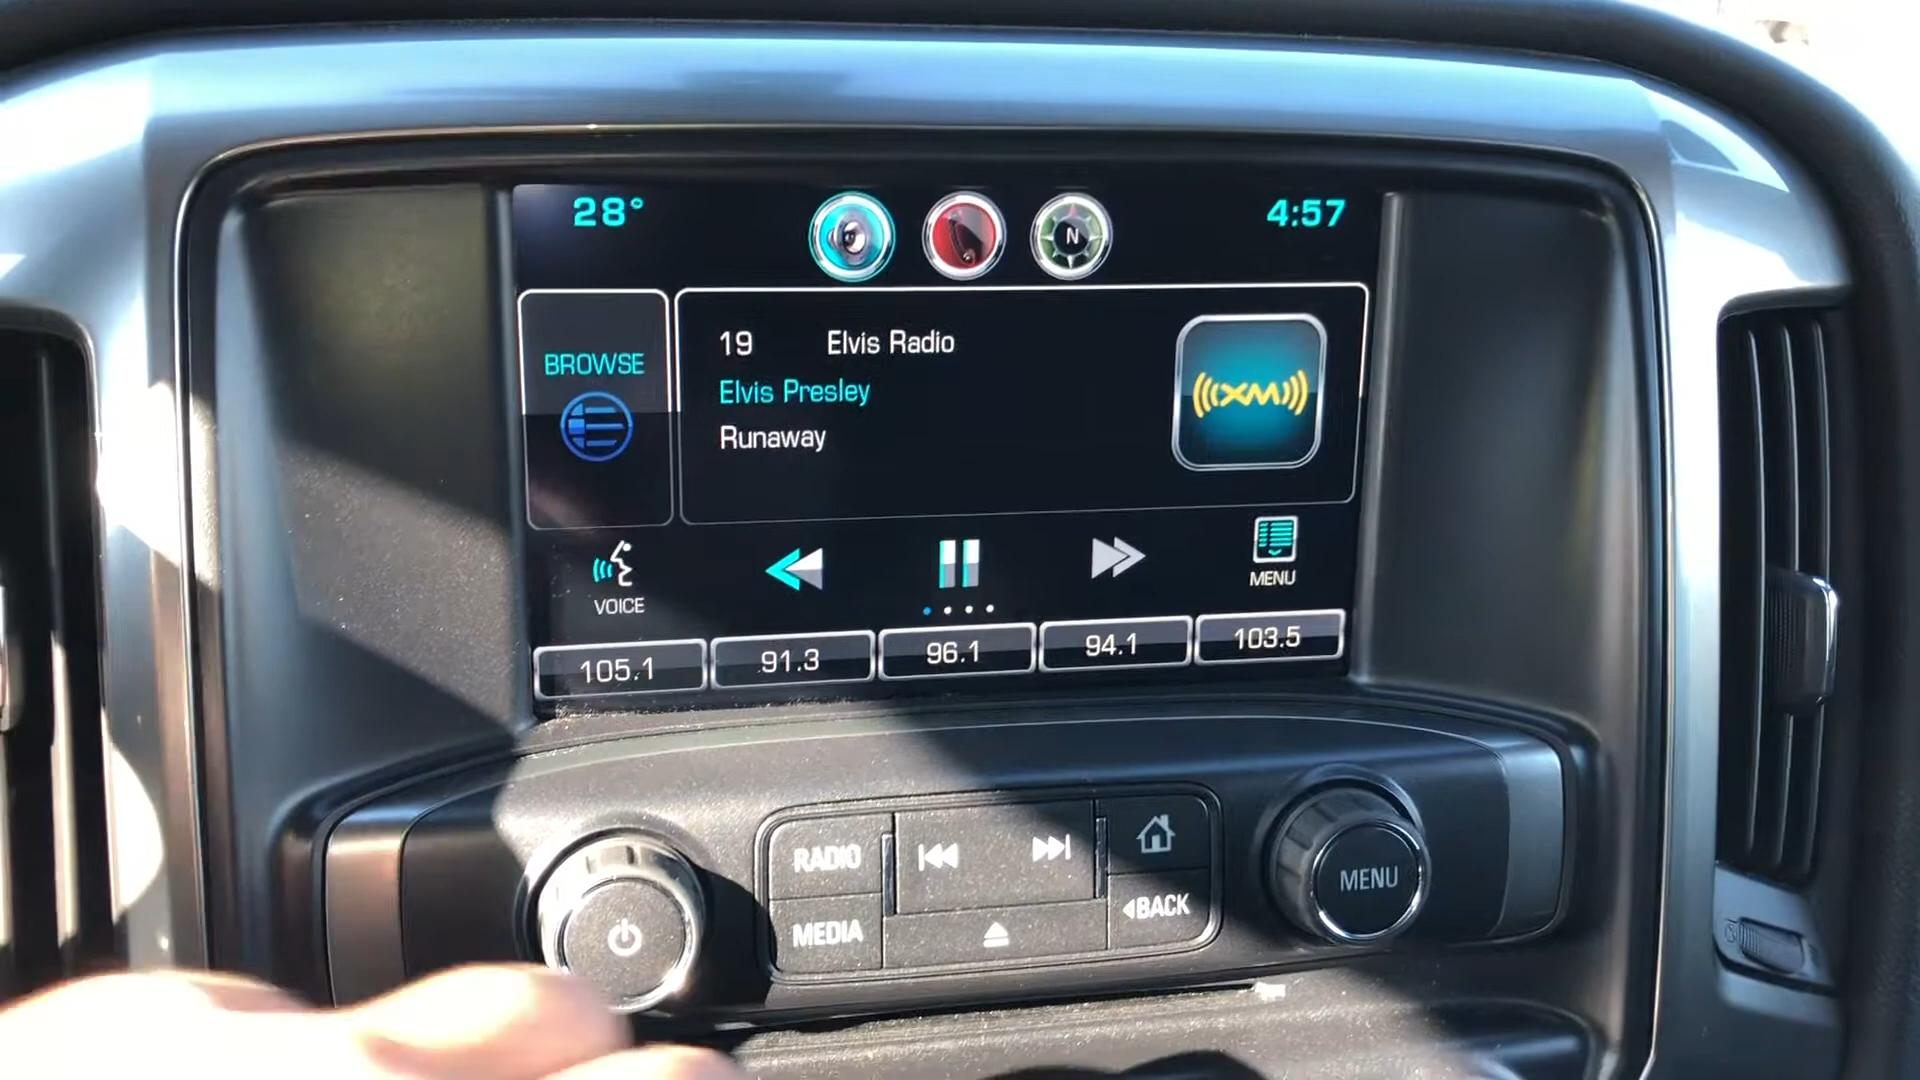 28°
N
4:57
BROWSE
19 Elvis Radio
Elvis Presley
Runaway
((XM))
VOICE
MENU
105.1
91.3
96.1
94.1
103.5
RADIO
MEDIA
BACK
MENU